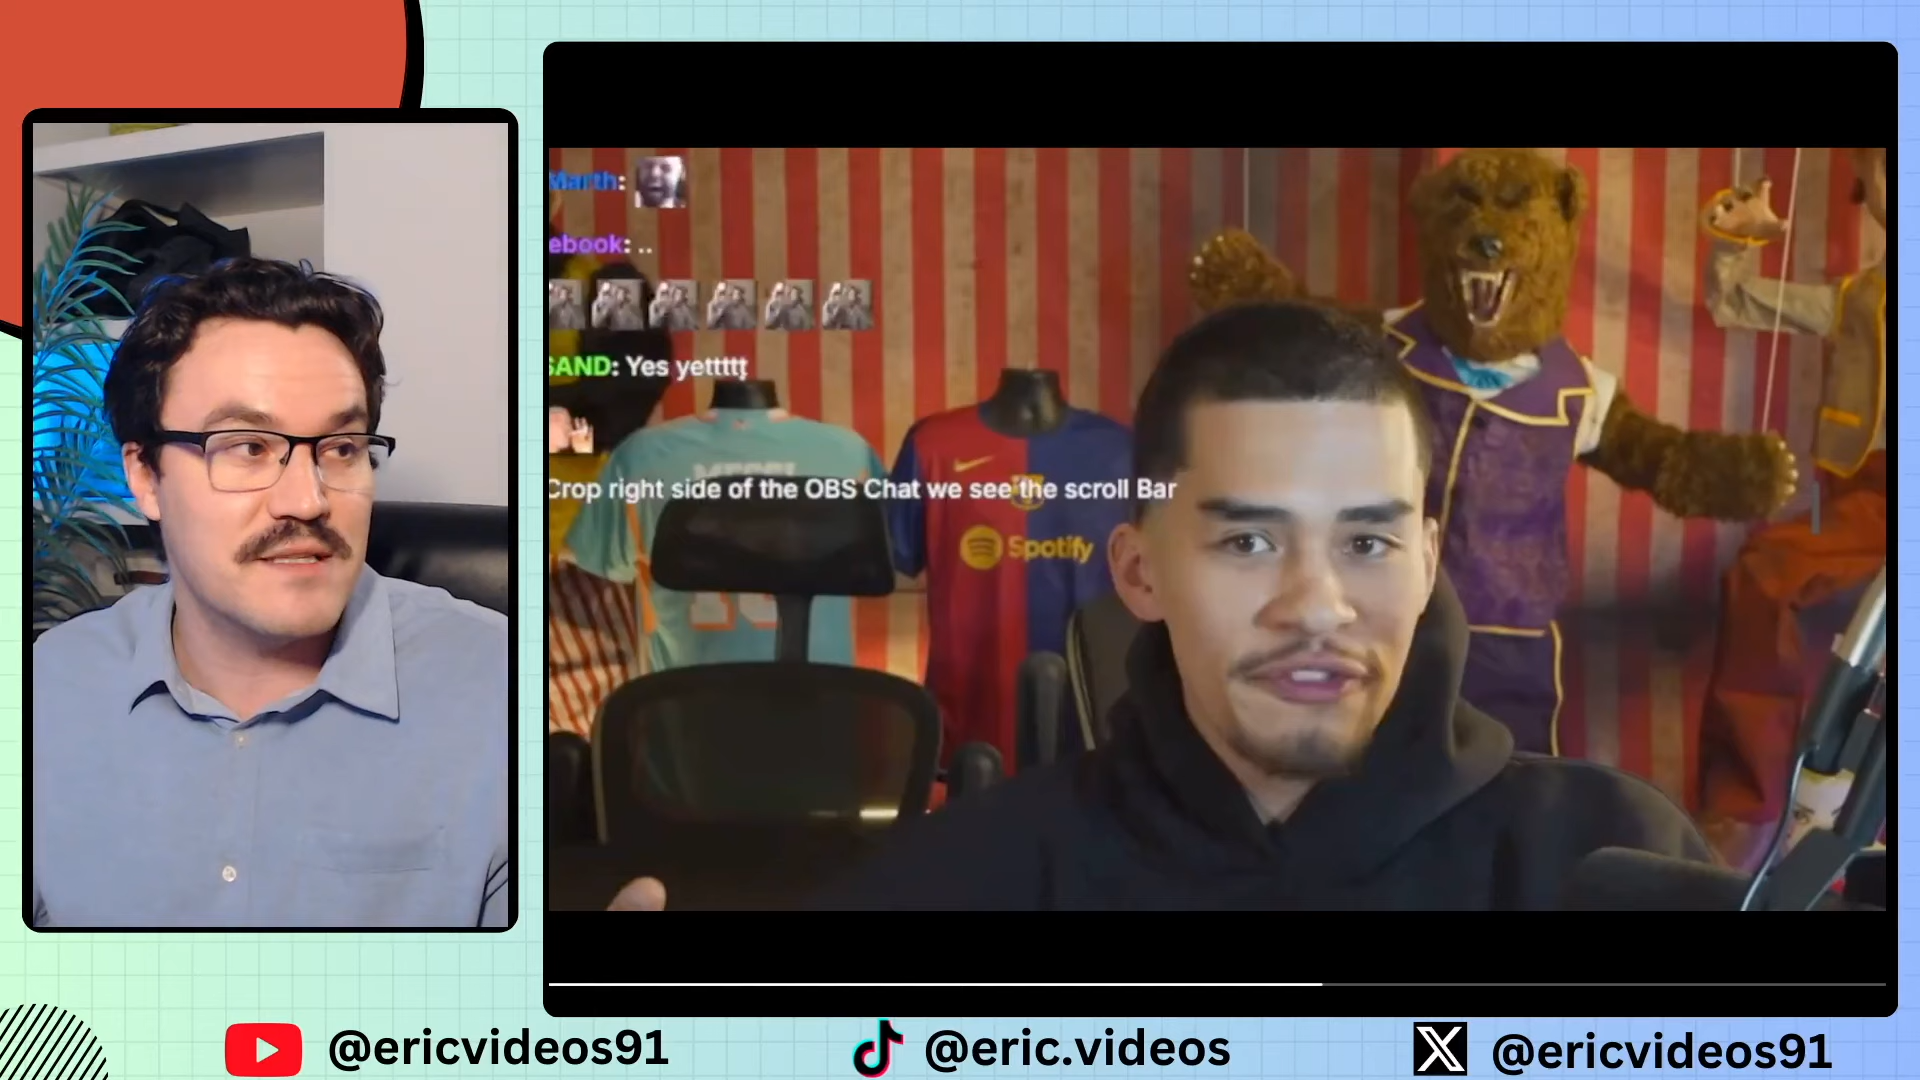 Marth:
ebook: ..
SAND: Yes yettttt
Crop right side of the OBS Chat we see the scroll Bar
Spotify
@ericvideos91
@eric.videos
@ericvideos91